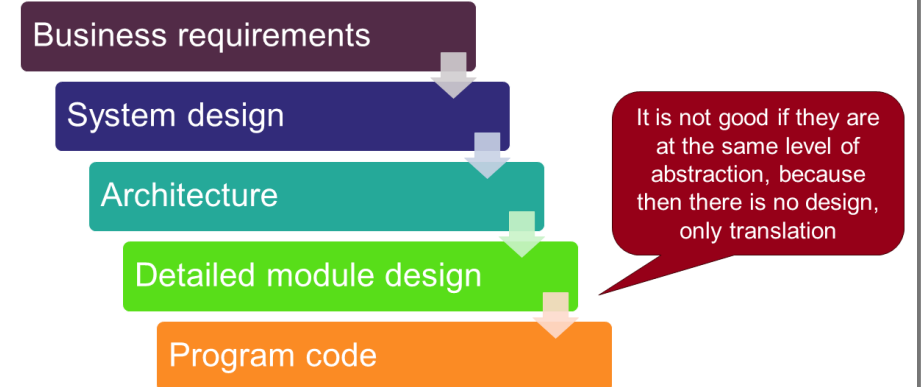 Business requirements
System design
Architecture
Detailed module design
Program code
It is not good if they are
at the same level of
abstraction, because
then there is no design,
only translation